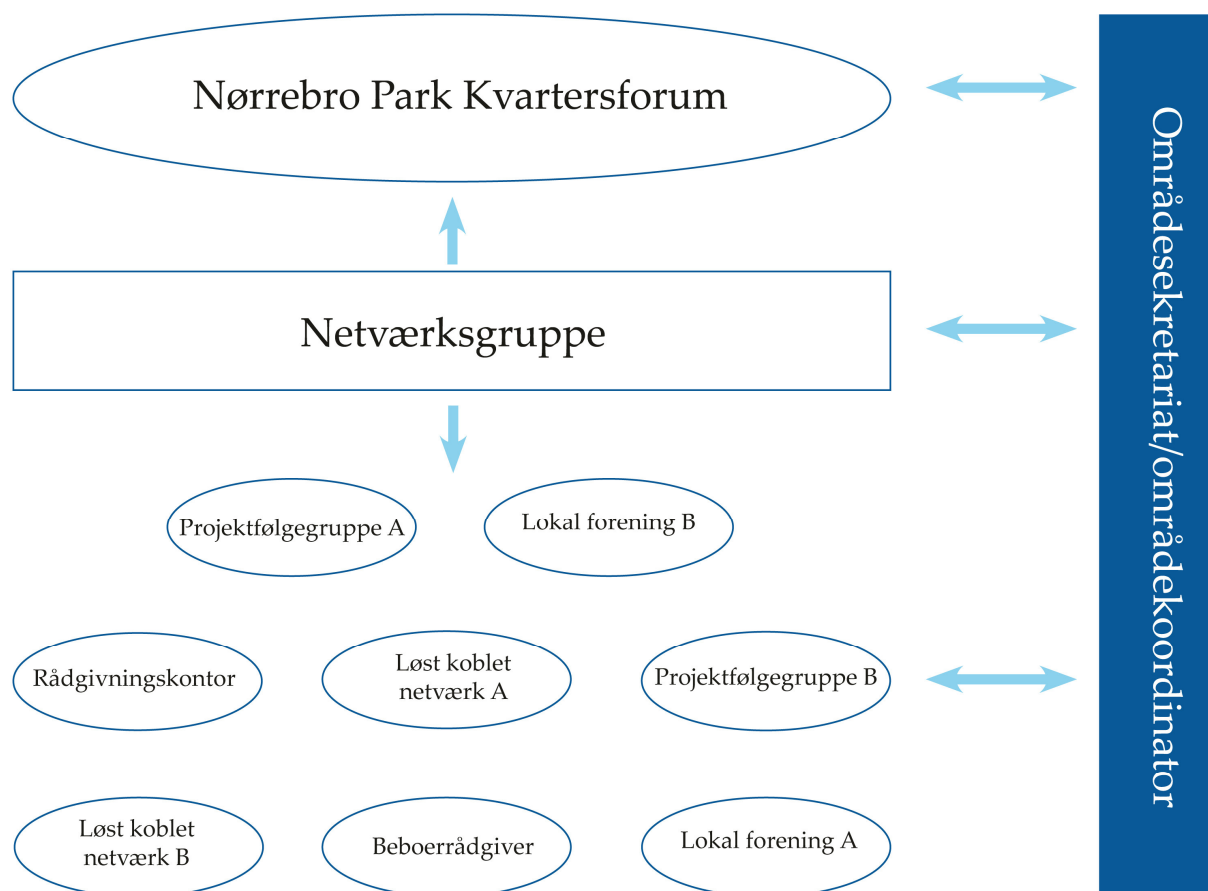 Nørrebro Park Kvartersforum
Netværksgruppe
Projektfølgegruppe A
Lokal forening B
Rådgivningskontor
Løst koblet
netværk A
Projektfølgegruppe B
Løst koblet
netværk B
Beboerrådgiver
Lokal forening A
Områdesekretariat/områdekoordinator